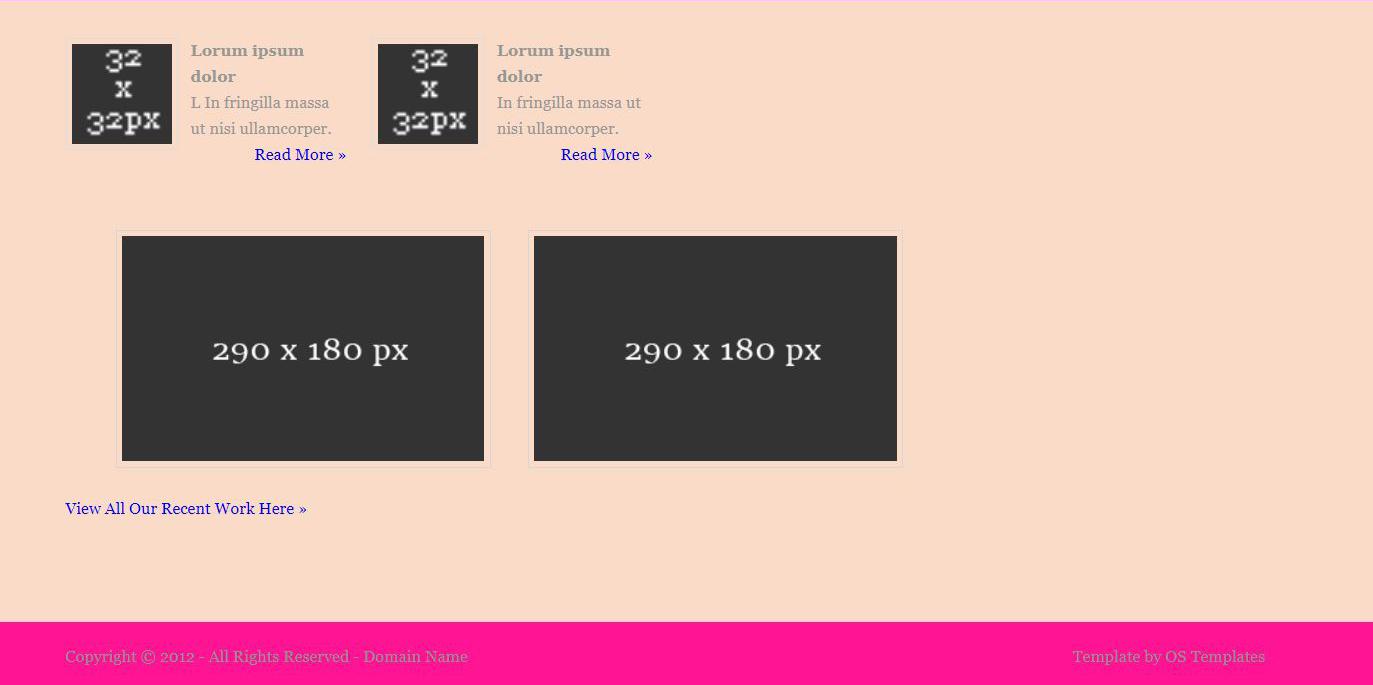 32
x
32px
Lorum ipsum
dolor
L In fringilla massa
ut nisi ullamcorper.
Read More »
32
x
32px
Lorum ipsum
dolor
In fringilla massa ut
nisi ullamcorper.
Read More »
290 x 180 px
290 x 180 px
View All Our Recent Work Here »
Copyright © 2012 - All Rights Reserved - Domain Name
Template by OS Templates